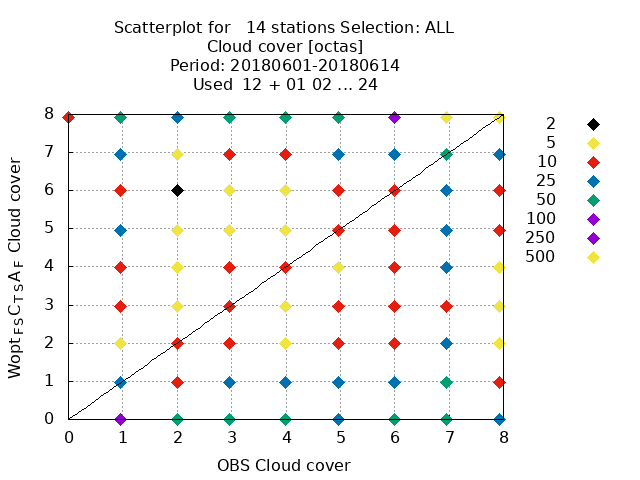 Scatterplot for   14 stations Selection: ALL
Cloud cover [octas]
Period: 20180601-20180614
Used  12 + 01 02 ... 24
8
7
6
5
4
3
2
1
0
0 1 2 3 4 5 6 7 8
OBS Cloud cover
Wopt FS C T S A F Cloud cover
2
5
10
25
50
100
250
500